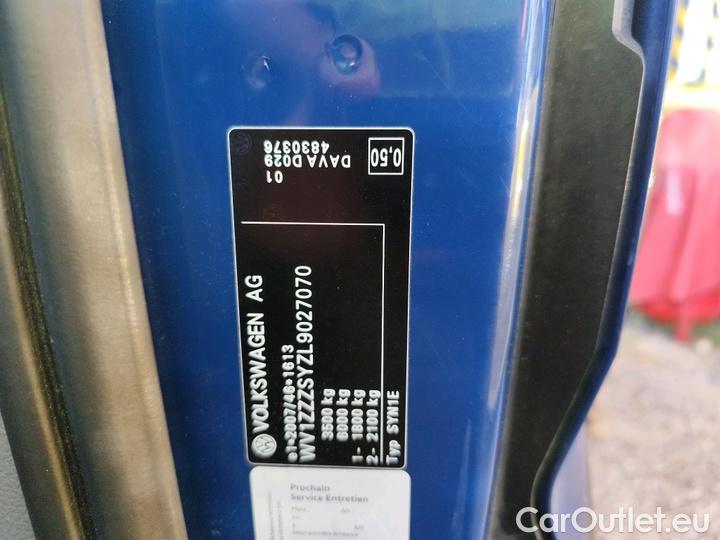 VOLKSWAGEN AG
e1*2007/46*1613
WV1ZZZSYZL9027070
3500 kg
6000 kg
1- 1800 kg
2- 2100 kg
Typ SYN1E
01
DAVA D029
4830376
0,50
Prochain
Service Entretien
CarOutlet.eu